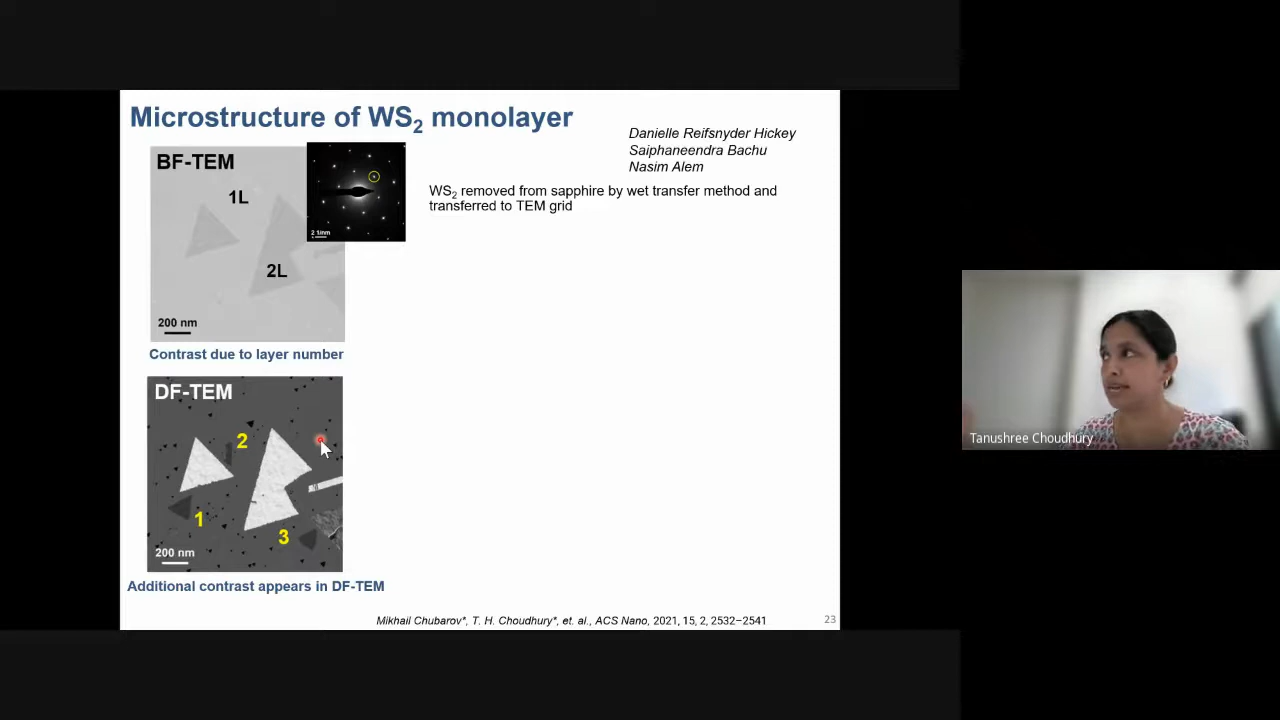 Microstructure of WS2 monolayer
Danielle Reifsnyder Hickey
Saiphaneendra Bachu
Nasim Alem
BF-TEM
1L
2L
200 nm
2 1/nm
WS2 removed from sapphire by wet transfer method and
transferred to TEM grid
Contrast due to layer number
DF-TEM
2
1
3
200 nm
Additional contrast appears in DF-TEM
Mikhail Chubarov*, T. H. Choudhury*, et. al., ACS Nano, 2021, 15, 2, 2532−2541
23
Tanushree Choudhury